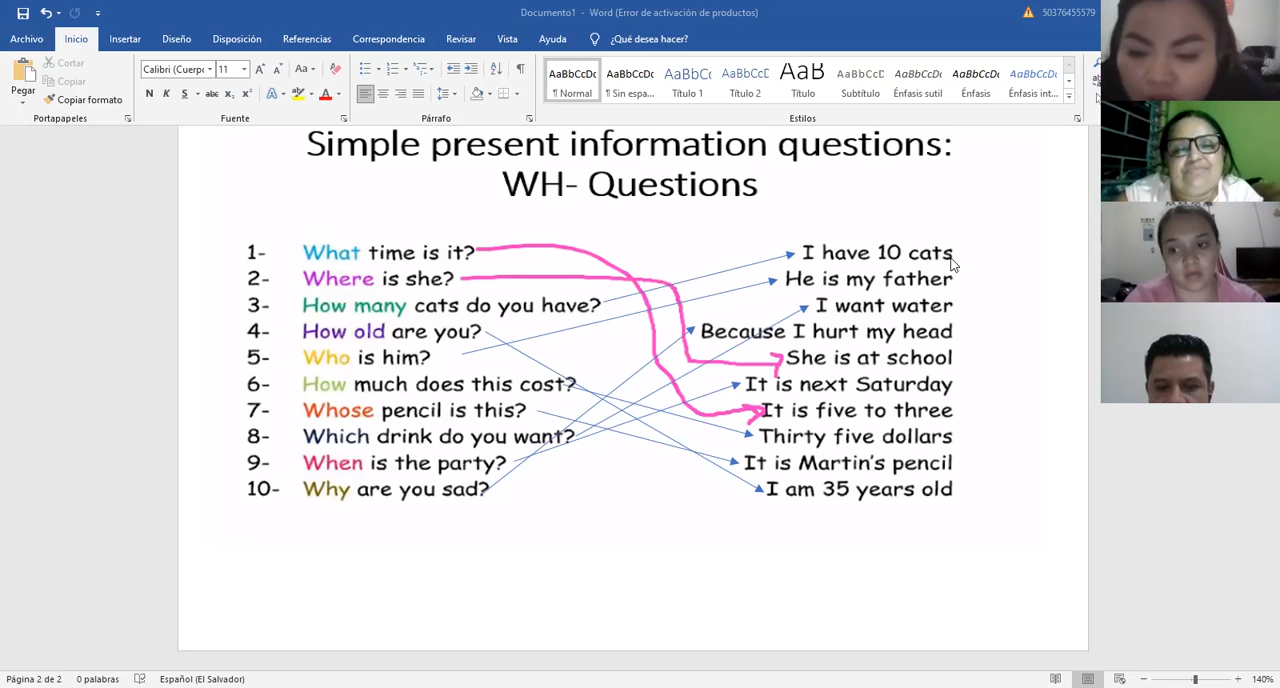 Documento1 - Word (Error de activación de productos)
50376455579
Archivo Inicio Insertar Diseño Disposición Referencias Correspondencia Revisar Vista Ayuda ¿Qué desea hacer?
Pegar
Cortar
Copiar
Copiar formato
Portapapeles
Calibri (Cuerpo 11
Aa
N K S abc x₂ x² A A
Fuente
Párrafo
AaBbCcDc AaBbCcDc AaBbCc AaBbCcD AaB AaBbCcD AaBbCcDc AaBbCcDc AaBbCcDc
¶ Normal ¶ Sin espa... Título 1 Título 2 Título Subtítulo Énfasis sutil Énfasis Énfasis int...
Estilos
Simple present information questions:
WH- Questions
1- What time is it? I have 10 cats
2- Where is she? He is my father
3- How many cats do you have? I want water
4- How old are you? Because I hurt my head
5- Who is him? She is at school
6- How much does this cost? It is next Saturday
7- Whose pencil is this? It is five to three
8- Which drink do you want? Thirty five dollars
9- When is the party? It is Martin's pencil
10- Why are you sad? I am 35 years old
Página 2 de 2 0 palabras Español (El Salvador) 140%